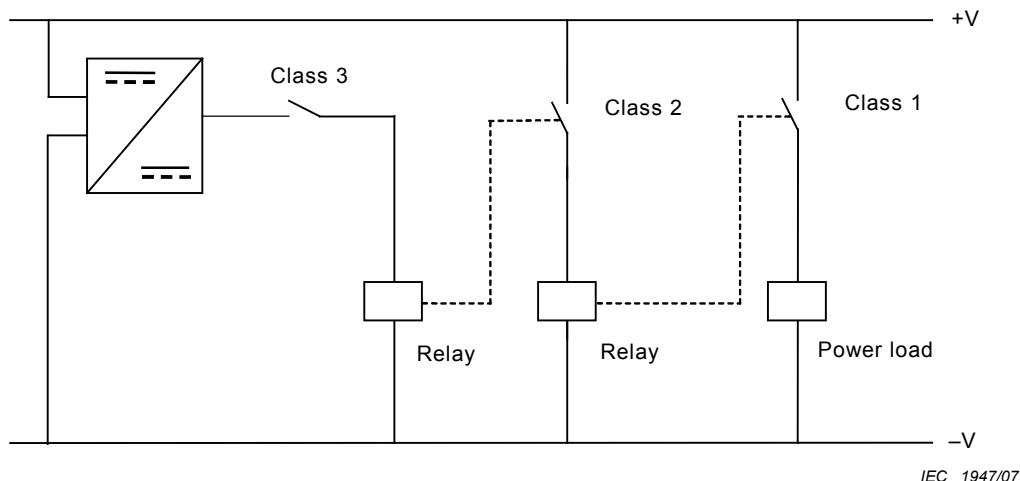 +V
Class 3
Class 2
Class 1
Relay
Relay
Power load
–V
IEC 1947/07